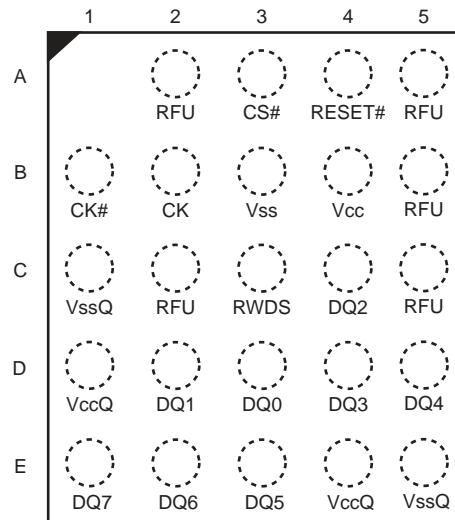 1 2 3 4 5
A
RFU CS# RESET# RFU
B
CK# CK Vss Vcc RFU
C
VssQ RFU RWDS DQ2 RFU
D
VccQ DQ1 DQ0 DQ3 DQ4
E
DQ7 DQ6 DQ5 VccQ VssQ